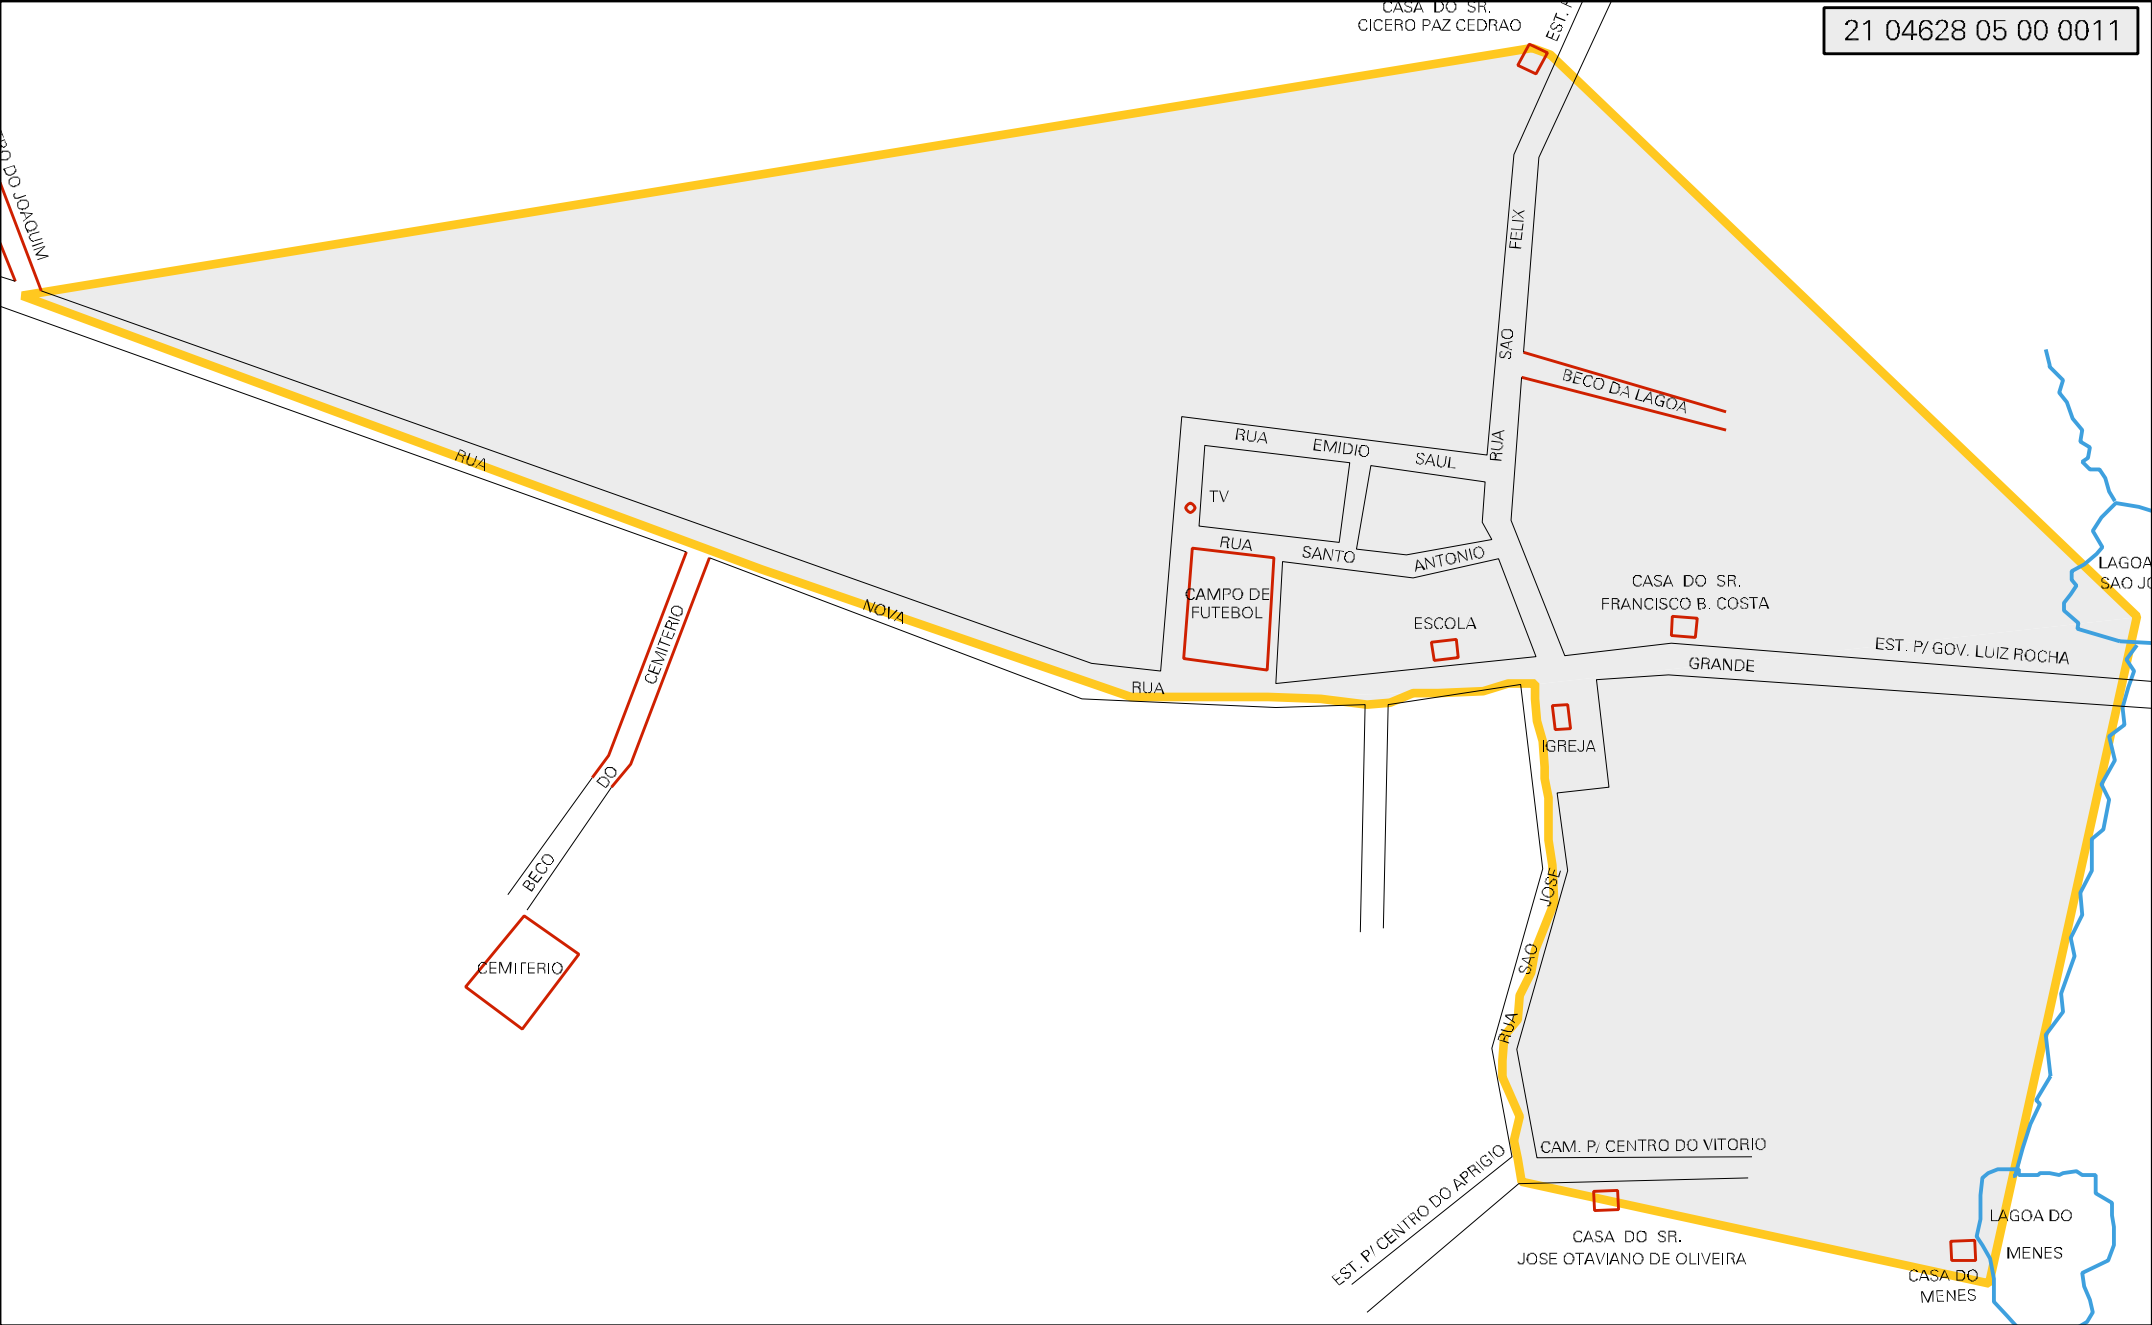 CASA DO SR.
CICERO PAZ CEDRAO
EST.
21 04628 05 00 0011
DO JOAQUIM
FELIX
SAO
RUA
BECO DA LAGOA
RUA EMIDIO SAUL
TV
RUA SANTO ANTONIO
CAMPO DE
FUTEBOL
ESCOLA
CASA DO SR.
FRANCISCO B. COSTA
LAGOA
SAO
EST. P/ GOV. LUIZ ROCHA
GRANDE
RUA
NOVA
RUA
IGREJA
CEMITERIO
DO
BECO
CEMITERIO
JOSE
SAO
RUA
CAM. P/ CENTRO DO VITORIO
EST. P/ CENTRO DO APRIGIO
CASA DO SR.
JOSE OTAVIANO DE OLIVEIRA
LAGOA DO
MENES
CASA DO
MENES